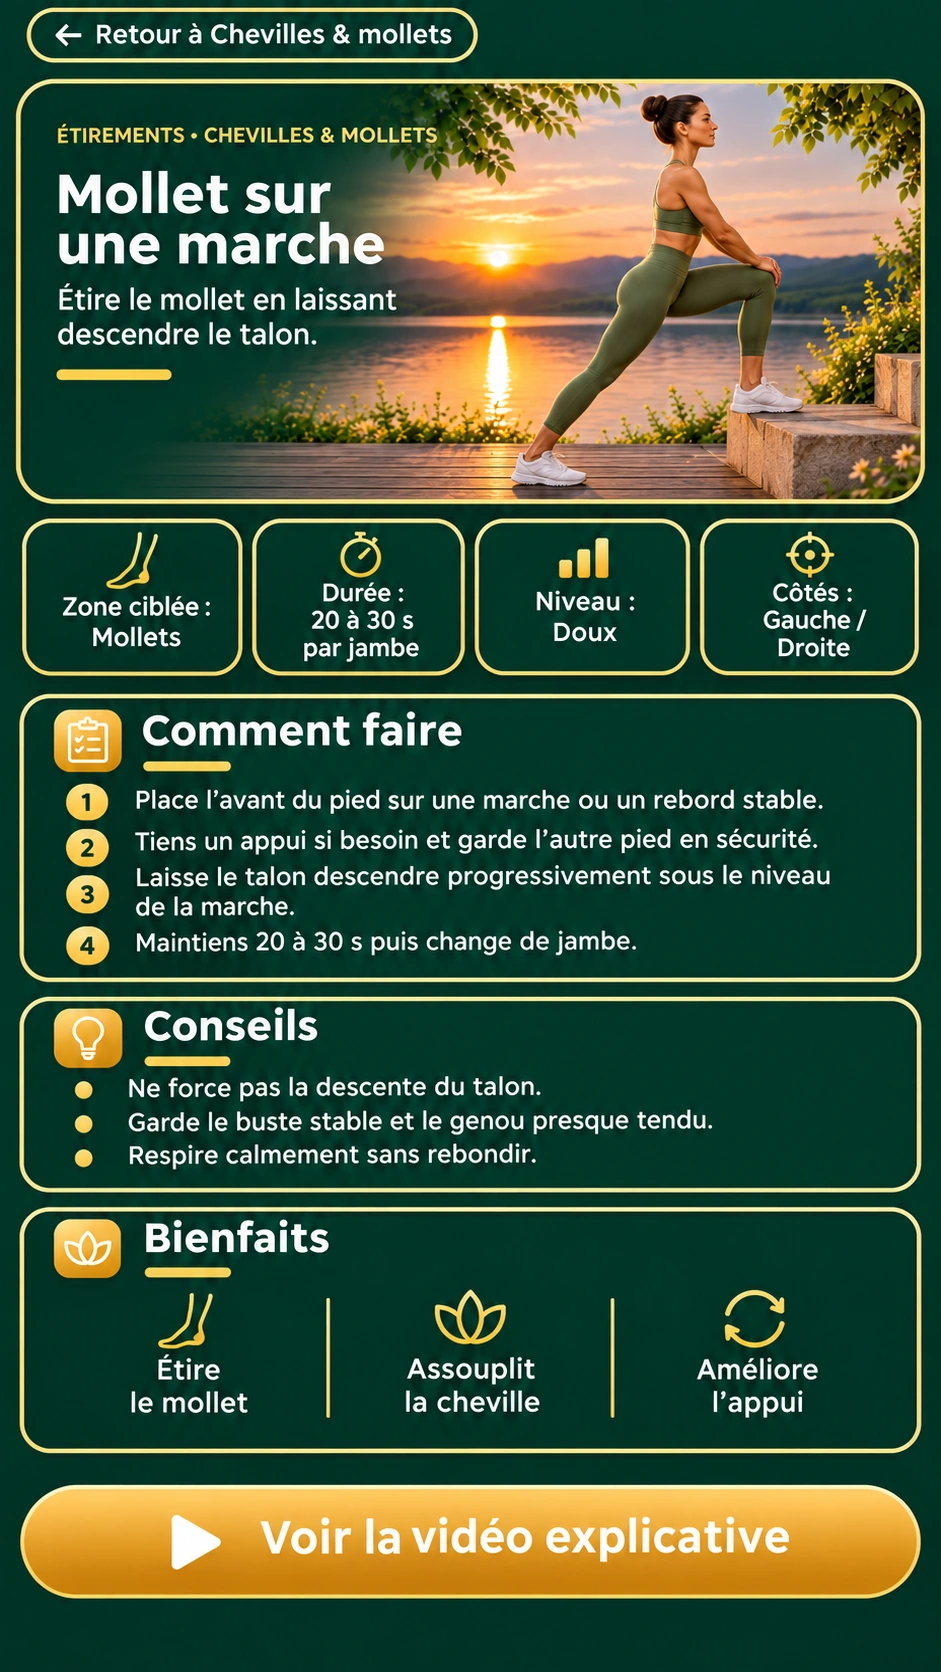 ← Retour à Chevilles & mollets
ÉTIREMENTS • CHEVILLES & MOLLETS
Mollet sur
une marche
Étire le mollet en laissant
descendre le talon.
Zone ciblée :
Mollets
Durée :
20 à 30 s
par jambe
Niveau :
Doux
Côtés :
Gauche /
Droite
Comment faire
1 Place l’avant du pied sur une marche ou un rebord stable.
2 Tiens un appui si besoin et garde l’autre pied en sécurité.
3 Laisse le talon descendre progressivement sous le niveau
de la marche.
4 Maintiens 20 à 30 s puis change de jambe.
Conseils
Ne force pas la descente du talon.
Garde le buste stable et le genou presque tendu.
Respire calmement sans rebondir.
Bienfaits
Étire
le mollet
Assouplit
la cheville
Améliore
l’appui
Voir la vidéo explicative